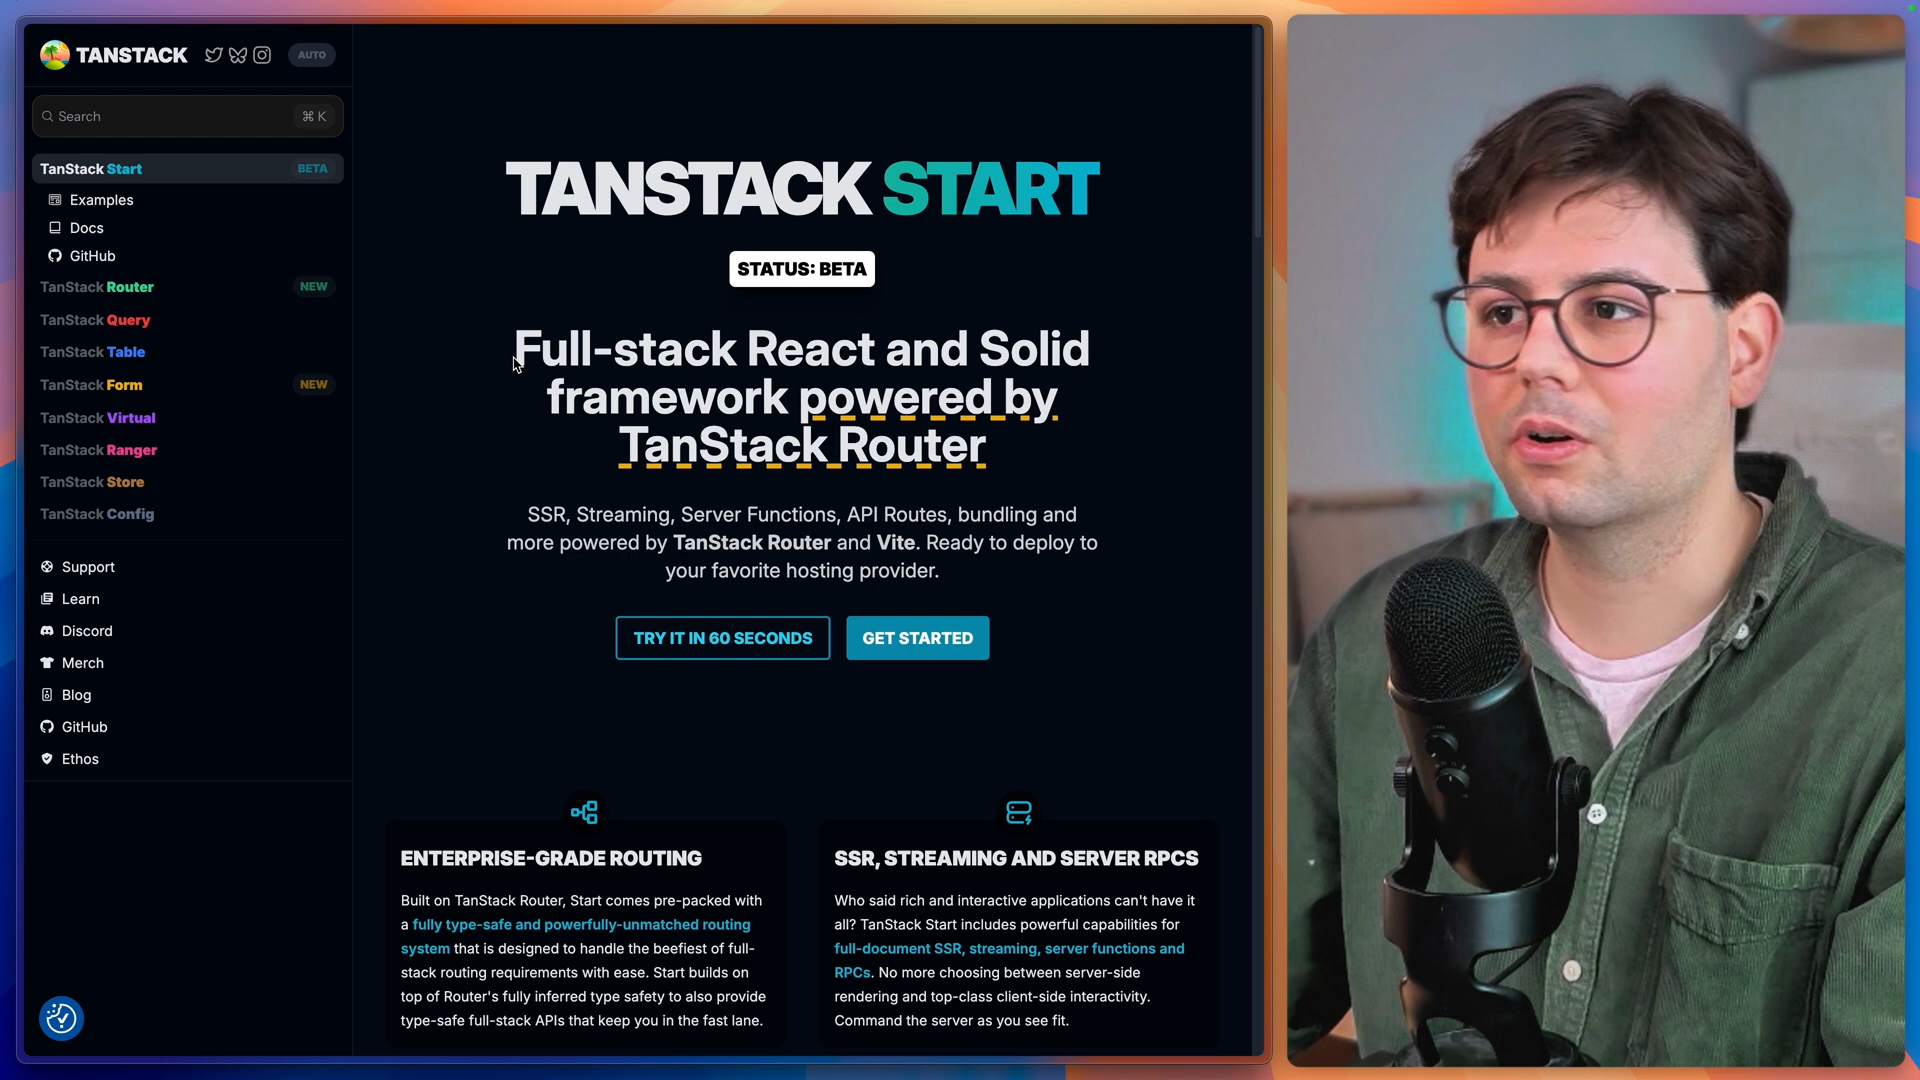 TANSTACK
AUTO
Search
⌘ K
TanStack Start
BETA
Examples
Docs
GitHub
TanStack Router
NEW
TanStack Query
TanStack Table
TanStack Form
NEW
TanStack Virtual
TanStack Ranger
TanStack Store
TanStack Config
Support
Learn
Discord
Merch
Blog
GitHub
Ethos
TANSTACK START
STATUS: BETA
Full-stack React and Solid
framework powered by
TanStack Router
SSR, Streaming, Server Functions, API Routes, bundling and
more powered by TanStack Router and Vite. Ready to deploy to
your favorite hosting provider.
TRY IT IN 60 SECONDS
GET STARTED
ENTERPRISE-GRADE ROUTING
Built on TanStack Router, Start comes pre-packed with
a fully type-safe and powerfully-unmatched routing
system that is designed to handle the beefiest of full-
stack routing requirements with ease. Start builds on
top of Router's fully inferred type safety to also provide
type-safe full-stack APIs that keep you in the fast lane.
SSR, STREAMING AND SERVER RPCS
Who said rich and interactive applications can't have it
all? TanStack Start includes powerful capabilities for
full-document SSR, streaming, server functions and
RPCs. No more choosing between server-side
rendering and top-class client-side interactivity.
Command the server as you see fit.